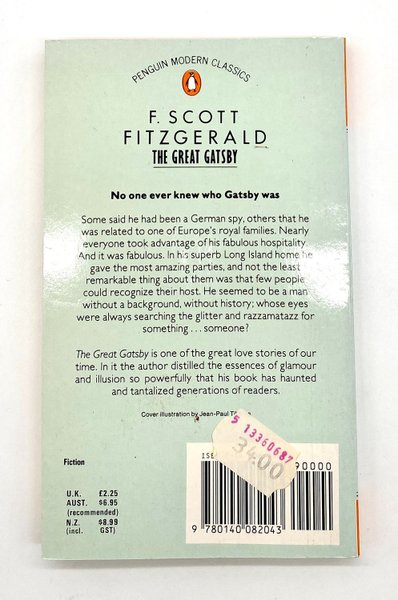 PENGUIN MODERN CLASSICS
F. SCOTT
FITZGERALD
THE GREAT GATSBY
No one ever knew who Gatsby was
Some said he had been a German spy, others that he
was related to one of Europe's royal families. Nearly
everyone took advantage of his fabulous hospitality.
And it was fabulous. In his superb Long Island home he
gave the most amazing parties, and not the least
remarkable thing about them was that few people
could recognize their host. He seemed to be a man
without a background, without history; whose eyes
were always searching the glitter and razzamatazz for
something . . . someone?
The Great Gatsby is one of the great love stories of our
time. In it the author distilled the essences of glamour
and illusion so powerfully that his book has haunted
and tantalized generations of readers.
Cover illustration by Jean-Paul
5 13360687
34.00
Fiction
U.K. £2.25
AUST. $6.95
(recommended)
N.Z. $8.99
(incl. GST)
90000
9 780140 082043